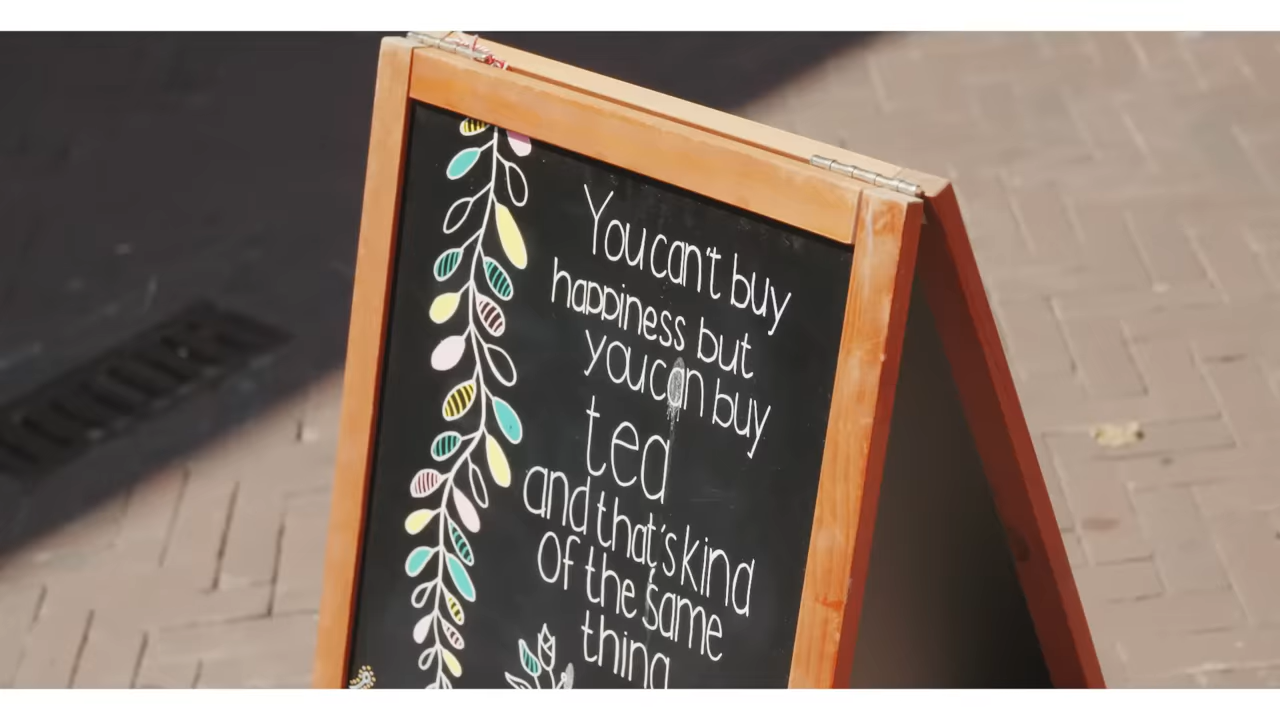 You can't buy
happiness but
you can buy
tea
and that's kind
Of the same
thing